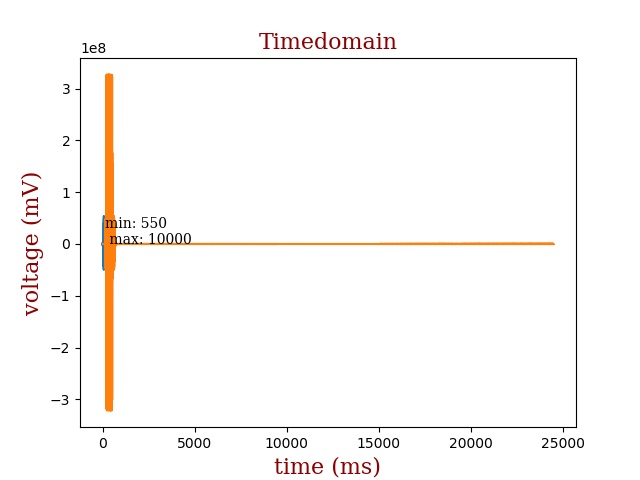 Timedomain
1e8
3
2
1
0
−1
−2
−3
voltage (mV)
min: 550
max: 10000
0 5000 10000 15000 20000 25000
time (ms)